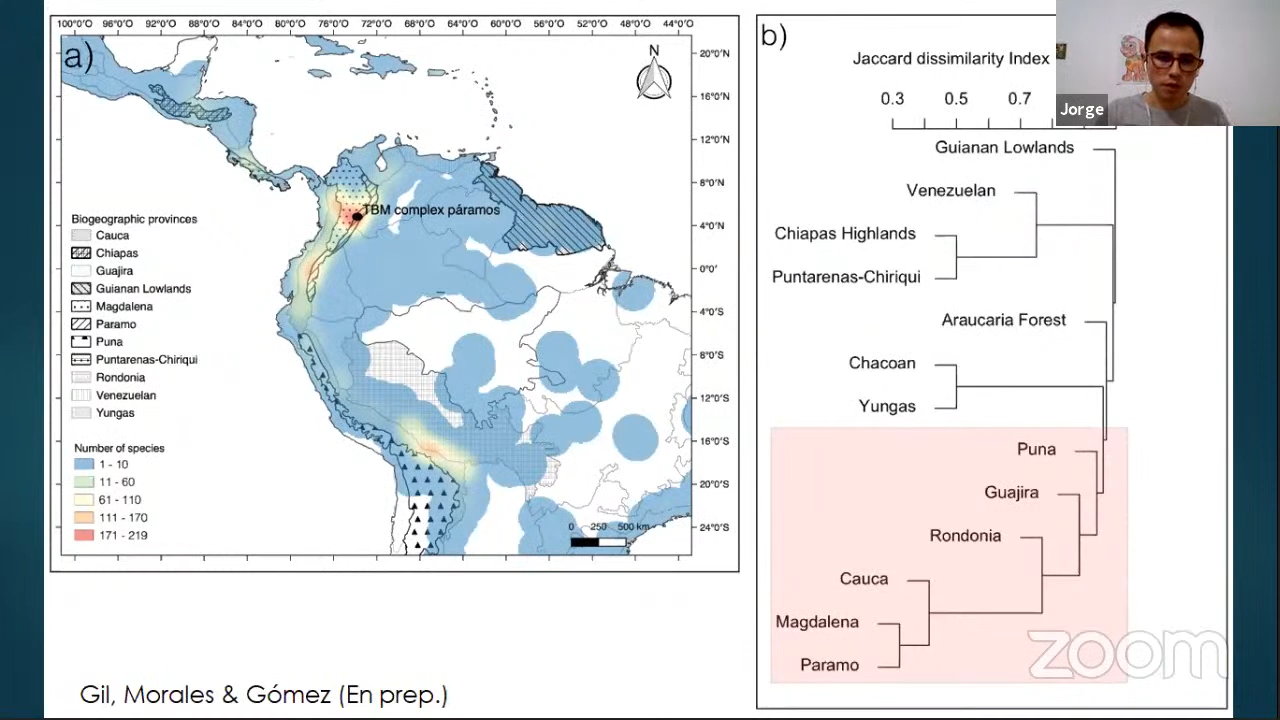 100°0'O 96°0'O 92°0'O 88°0'O 84°0'O 80°0'O 76°0'O 72°0'O 68°0'O 64°0'O 60°0'O 56°0'O 52°0'O 48°0'O 44°0'O
a)
N
20°0'N
16°0'N
12°0'N
8°0'N
4°0'N
0°0'
4°0'S
8°0'S
12°0'S
16°0'S
20°0'S
24°0'S
TBM complex páramos
Biogeographic provinces
Cauca
Chiapas
Guajira
Guianan Lowlands
Magdalena
Paramo
Puna
Puntarenas-Chiriqui
Rondonia
Venezuelan
Yungas
Number of species
1 - 10
11 - 60
61 - 110
111 - 170
171 - 219
0 250 500 km
b)
Jaccard dissimilarity Index
0.3 0.5 0.7
Jorge
Guianan Lowlands
Venezuelan
Chiapas Highlands
Puntarenas-Chiriqui
Araucaria Forest
Chacoan
Yungas
Puna
Guajira
Rondonia
Cauca
Magdalena
Paramo
zoom
Gil, Morales & Gómez (En prep.)